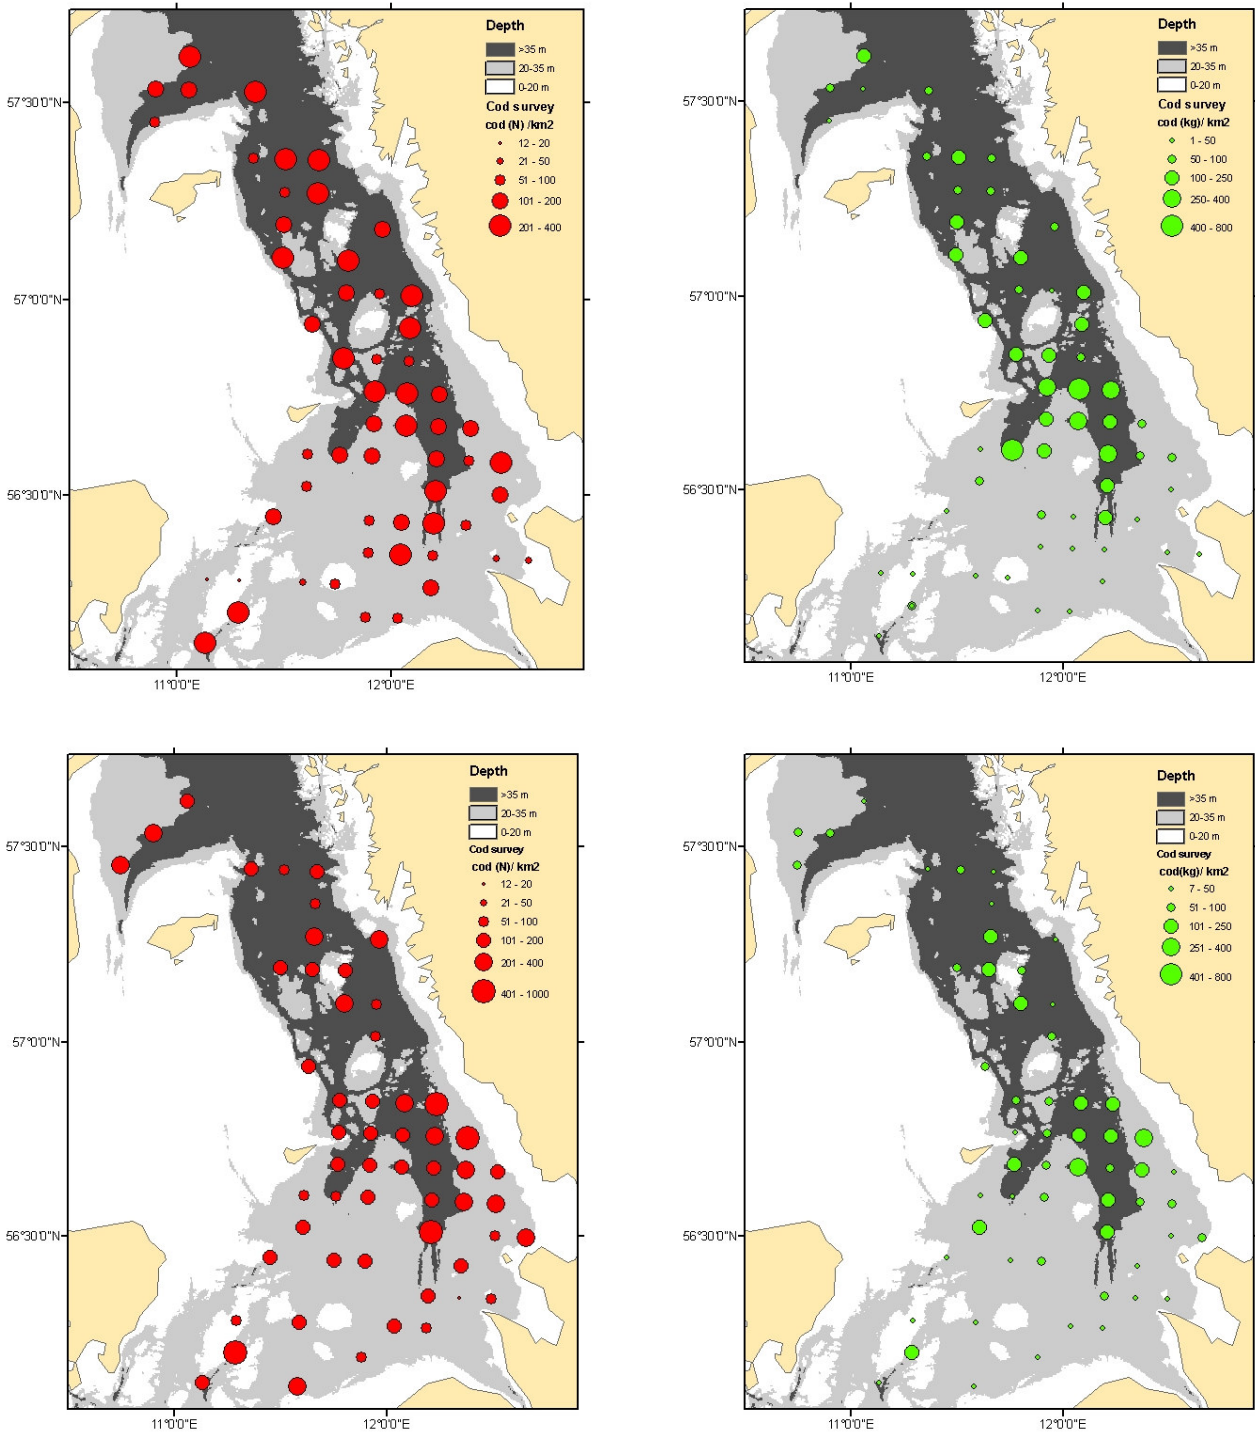 Depth
>35 m
20-35 m
0-20 m
Cod survey
cod (N) /km2
12 - 20
21 - 50
51 - 100
101 - 200
201 - 400
57°30'0"N
57°0'0"N
56°30'0"N
11°0'0"E
12°0'0"E
Depth
>35 m
20-35 m
0-20 m
Cod survey
cod (kg)/ km2
1 - 50
50 - 100
100 - 250
250- 400
400 - 800
57°30'0"N
57°0'0"N
56°30'0"N
11°0'0"E
12°0'0"E
Depth
>35 m
20-35 m
0-20 m
Cod survey
cod (N)/ km2
12 - 20
21 - 50
51 - 100
101 - 200
201 - 400
401 - 1000
57°30'0"N
57°0'0"N
56°30'0"N
11°0'0"E
12°0'0"E
Depth
>35 m
20-35 m
0-20 m
Cod survey
cod(kg)/ km2
7 - 50
51 - 100
101 - 250
251 - 400
401 - 800
57°30'0"N
57°0'0"N
56°30'0"N
11°0'0"E
12°0'0"E